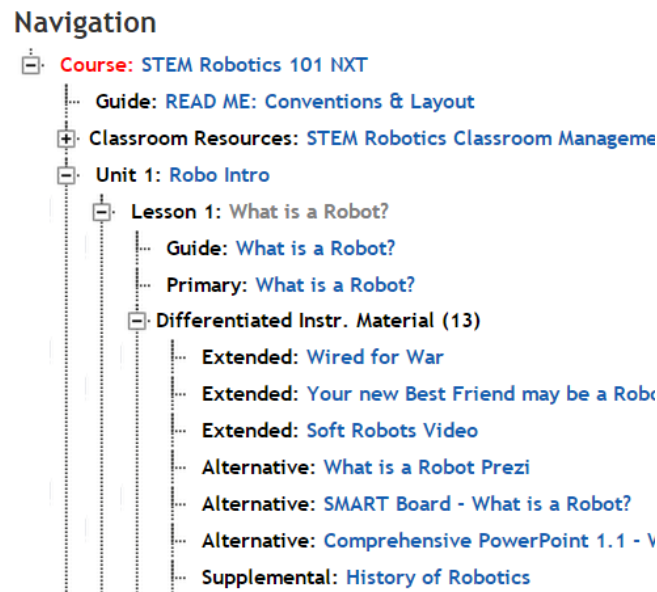 Navigation
Course: STEM Robotics 101 NXT
Guide: READ ME: Conventions & Layout
Classroom Resources: STEM Robotics Classroom
Unit 1: Robo Intro
Lesson 1: What is a Robot?
Guide: What is a Robot?
Primary: What is a Robot?
Differentiated Instr. Material (13)
Extended: Wired for War
Extended: Your new Best Friend may be a
Extended: Soft Robots Video
Alternative: What is a Robot Prezi
Alternative: SMART Board - What is a Robot?
Alternative: Comprehensive PowerPoint 1.1 -
Supplemental: History of Robotics